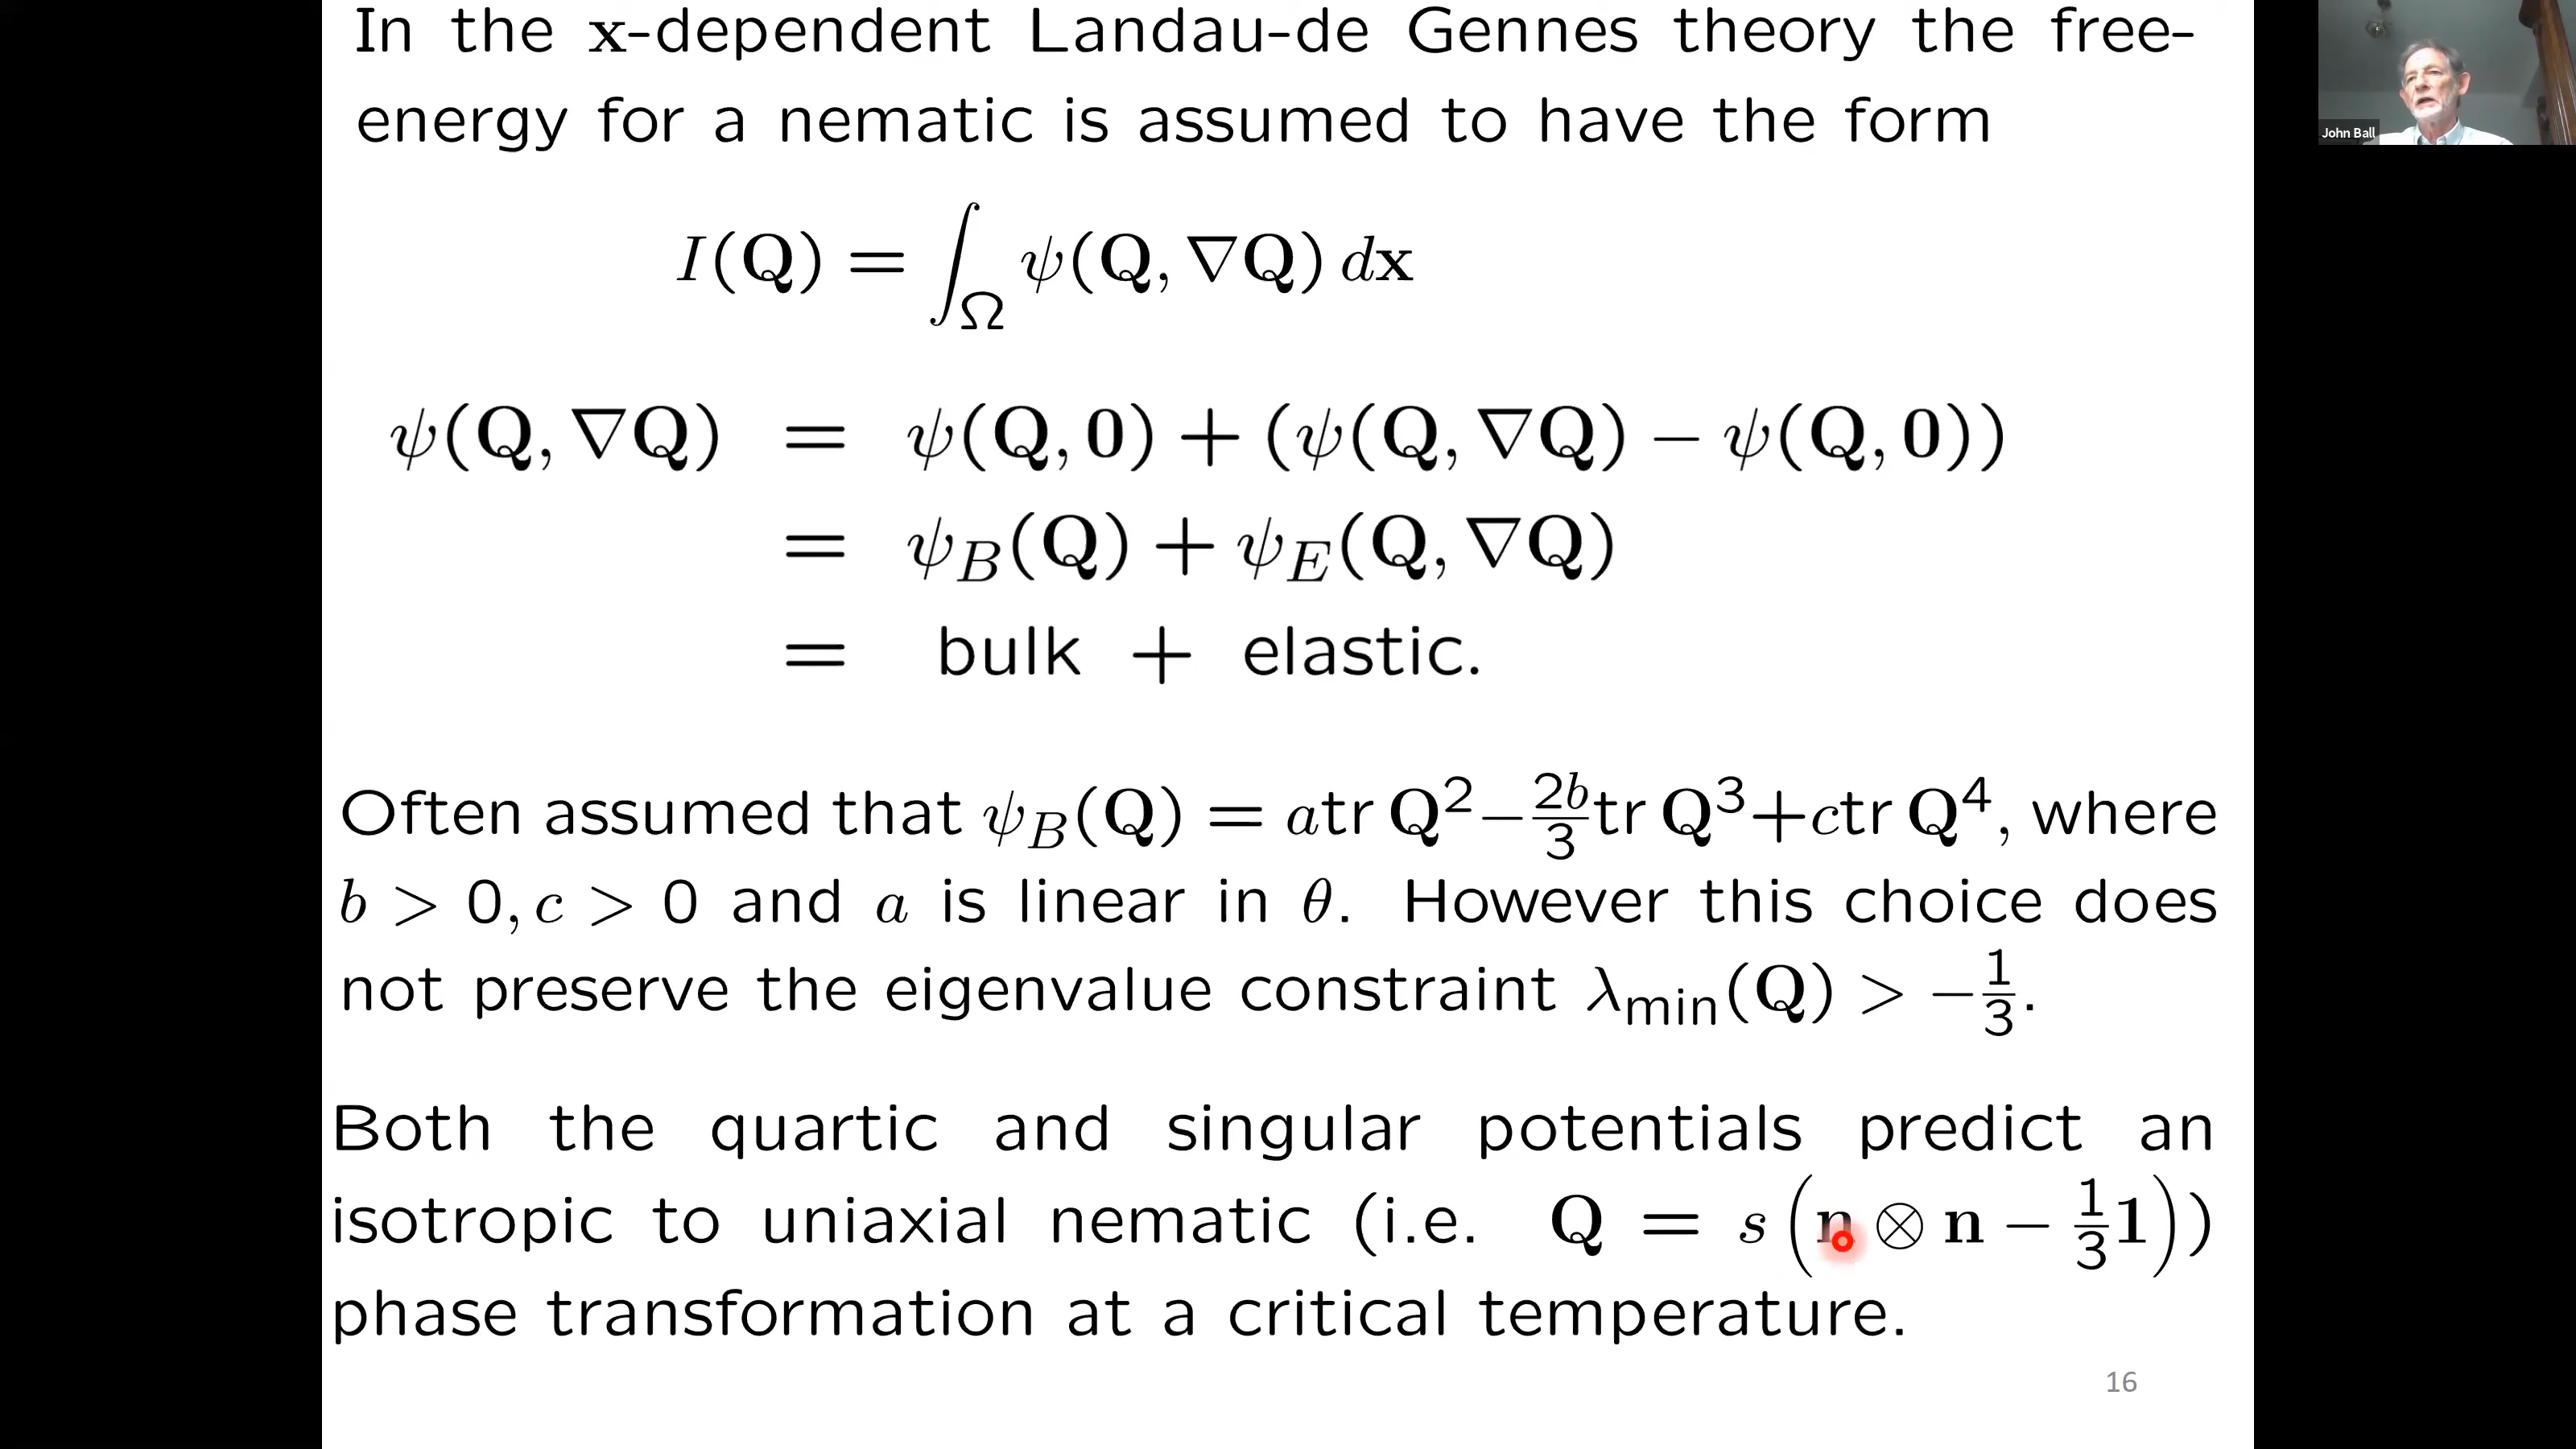 In the x-dependent Landau-de Gennes theory the free-
energy for a nematic is assumed to have the form
I(Q) = ∫_Ω ψ(Q, ∇Q) dx
ψ(Q, ∇Q) = ψ(Q, 0) + (ψ(Q, ∇Q) − ψ(Q, 0))
= ψ_B(Q) + ψ_E(Q, ∇Q)
= bulk + elastic.
Often assumed that ψ_B(Q) = a tr Q² − 2b/3 tr Q³ + c tr Q⁴, where
b > 0, c > 0 and a is linear in θ. However this choice does
not preserve the eigenvalue constraint λ_min(Q) > −1/3.
Both the quartic and singular potentials predict an
isotropic to uniaxial nematic (i.e. Q = s (n ⊗ n − 1/3 1))
phase transformation at a critical temperature.
16
John Ball